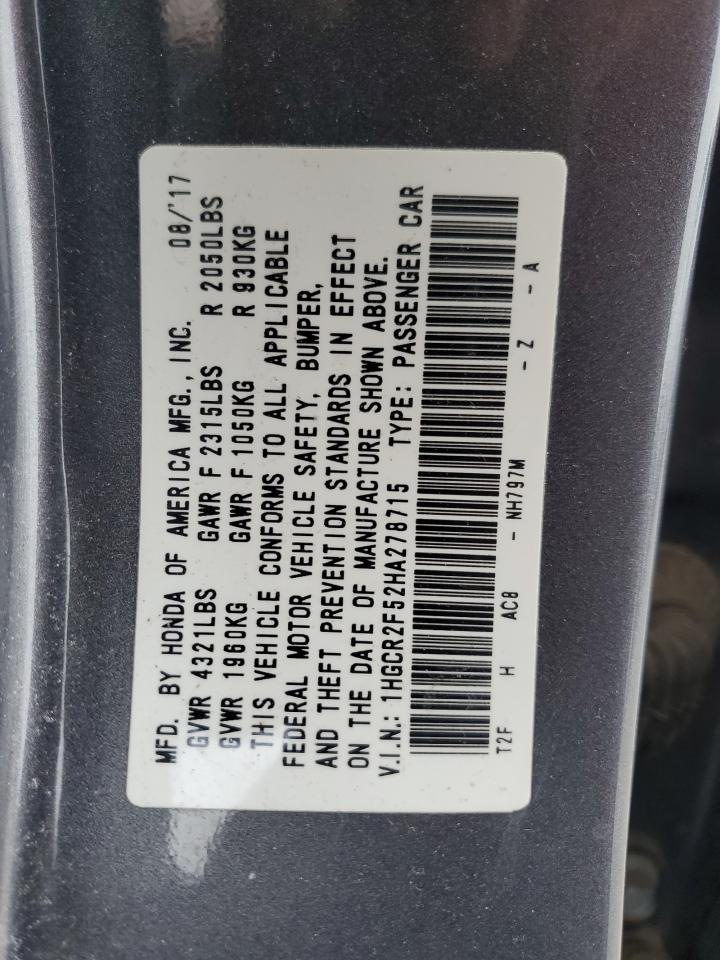 MFD. BY HONDA OF AMERICA MFG., INC. 08/'17
GVWR 4321LBS GAWR F 2315LBS R 2050LBS
GVWR 1960KG GAWR F 1050KG R 930KG
THIS VEHICLE CONFORMS TO ALL APPLICABLE
FEDERAL MOTOR VEHICLE SAFETY, BUMPER,
AND THEFT PREVENTION STANDARDS IN EFFECT
ON THE DATE OF MANUFACTURE SHOWN ABOVE.
V.I.N.: 1HGCR2F52HA278715 TYPE: PASSENGER CAR
T2F H AC8 - NH797M - Z - A